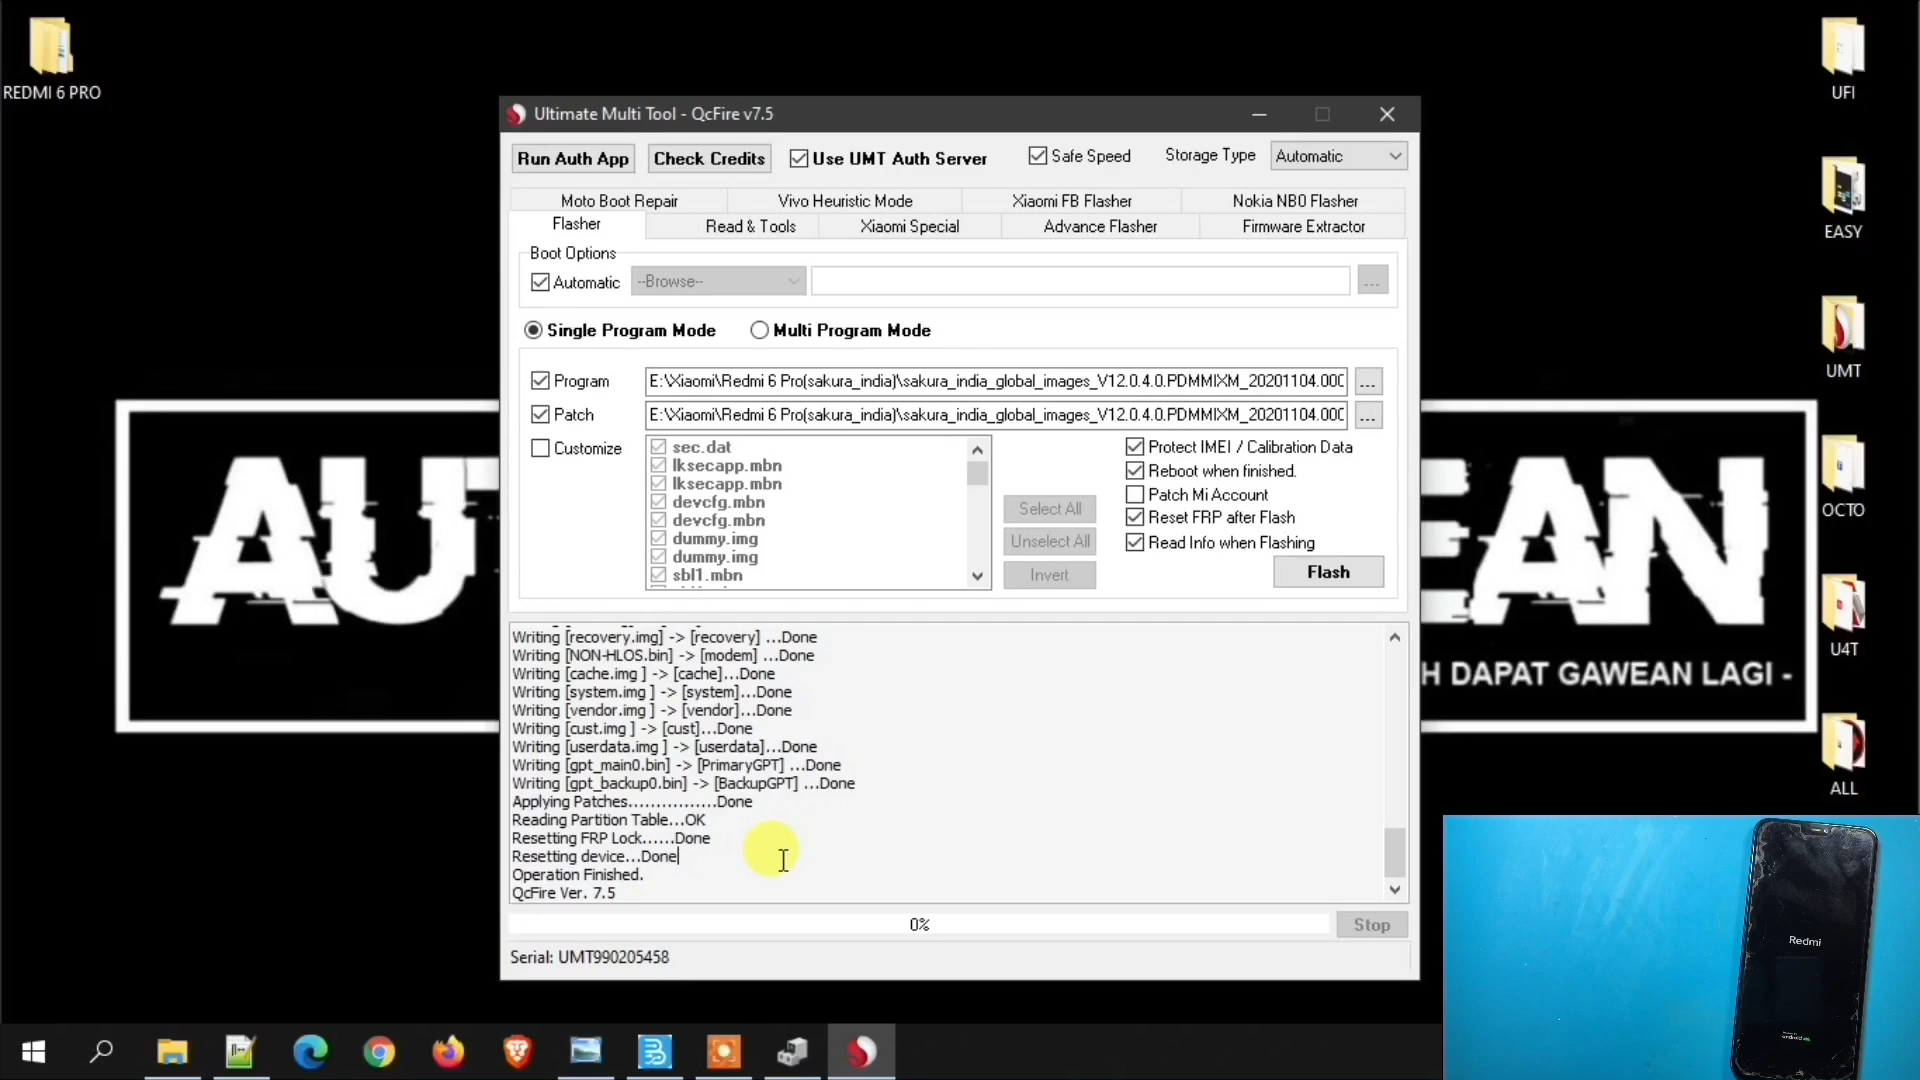 REDMI 6 PRO
UFI
EASY
UMT
OCTO
U4T
ALL
Ultimate Multi Tool - QcFire v7.5
Run Auth App
Check Credits
Use UMT Auth Server
Safe Speed
Storage Type
Automatic
Moto Boot Repair
Vivo Heuristic Mode
Xiaomi FB Flasher
Nokia NB0 Flasher
Flasher
Read & Tools
Xiaomi Special
Advance Flasher
Firmware Extractor
Boot Options
Automatic
--Browse--
...
Single Program Mode
Multi Program Mode
Program
E:\Xiaomi\Redmi 6 Pro(sakura_india)\sakura_india_global_images_V12.0.4.0.PDMMIXM_20201104.000
...
Patch
E:\Xiaomi\Redmi 6 Pro(sakura_india)\sakura_india_global_images_V12.0.4.0.PDMMIXM_20201104.000
...
Customize
sec.dat
lksecapp.mbn
lksecapp.mbn
devcfg.mbn
devcfg.mbn
dummy.img
dummy.img
sbl1.mbn
Select All
Unselect All
Invert
Protect IMEI / Calibration Data
Reboot when finished.
Patch Mi Account
Reset FRP after Flash
Read Info when Flashing
Flash
Writing [recovery.img] -> [recovery] ...Done
Writing [NON-HLOS.bin] -> [modem] ...Done
Writing [cache.img ] -> [cache]...Done
Writing [system.img ] -> [system]...Done
Writing [vendor.img ] -> [vendor]...Done
Writing [cust.img ] -> [cust]...Done
Writing [userdata.img ] -> [userdata]...Done
Writing [gpt_main0.bin] -> [PrimaryGPT] ...Done
Writing [gpt_backup0.bin] -> [BackupGPT] ...Done
Applying Patches................Done
Reading Partition Table...OK
Resetting FRP Lock......Done
Resetting device...Done
Operation Finished.
QcFire Ver. 7.5
0%
Stop
Serial: UMT990205458
AU
EAN
H DAPAT GAWEAN LAGI -
Redmi
android